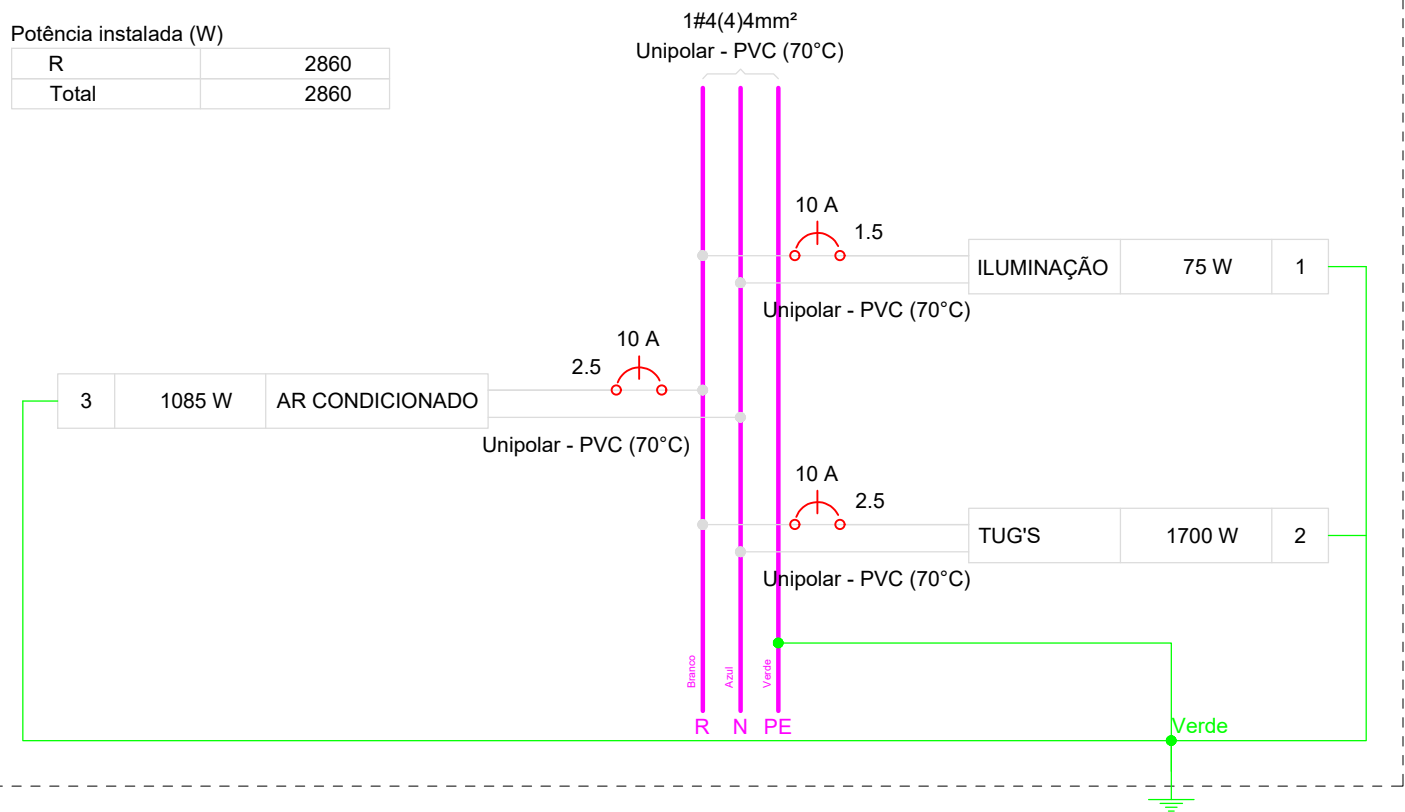 Potência instalada (W)
R 2860
Total 2860
1#4(4)4mm²
Unipolar - PVC (70°C)
10 A
1.5
ILUMINAÇÃO 75 W 1
Unipolar - PVC (70°C)
10 A
2.5
3 1085 W AR CONDICIONADO
Unipolar - PVC (70°C)
10 A
2.5
TUG'S 1700 W 2
Unipolar - PVC (70°C)
Branco
Azul
Verde
R N PE
Verde